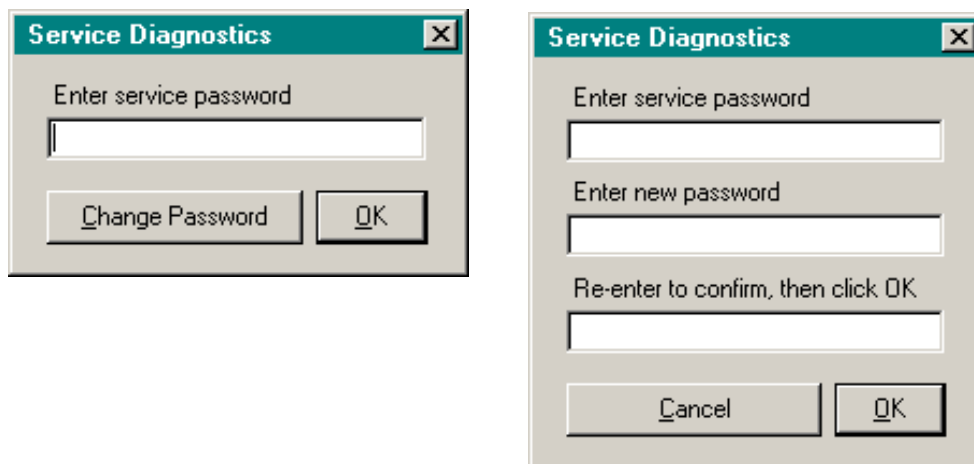 Service Diagnostics
Enter service password
Change Password
OK
Service Diagnostics
Enter service password
Enter new password
Re-enter to confirm, then click OK
Cancel
OK